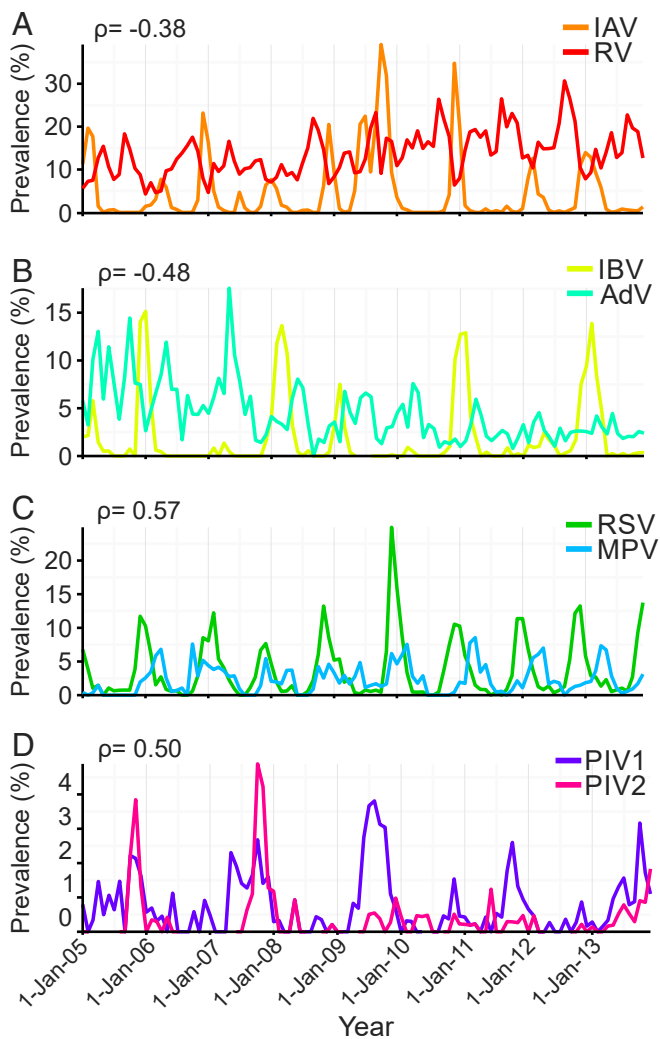 A
ρ= -0.38
IAV
RV
Prevalence (%)
30
20
10
0
B
ρ= -0.48
IBV
AdV
Prevalence (%)
15
10
5
0
C
ρ= 0.57
RSV
MPV
Prevalence (%)
20
15
10
5
0
D
ρ= 0.50
PIV1
PIV2
Prevalence (%)
4
3
2
1
0
1-Jan-05
1-Jan-06
1-Jan-07
1-Jan-08
1-Jan-09
1-Jan-10
1-Jan-11
1-Jan-12
1-Jan-13
Year